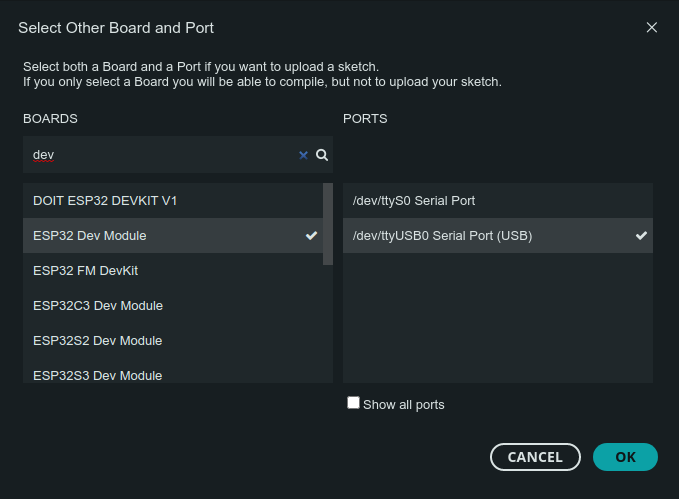 Select Other Board and Port
Select both a Board and a Port if you want to upload a sketch.
If you only select a Board you will be able to compile, but not to upload your sketch.
BOARDS
PORTS
dev
DOIT ESP32 DEVKIT V1
ESP32 Dev Module
ESP32 FM DevKit
ESP32C3 Dev Module
ESP32S2 Dev Module
ESP32S3 Dev Module
/dev/ttyS0 Serial Port
/dev/ttyUSB0 Serial Port (USB)
Show all ports
CANCEL
OK